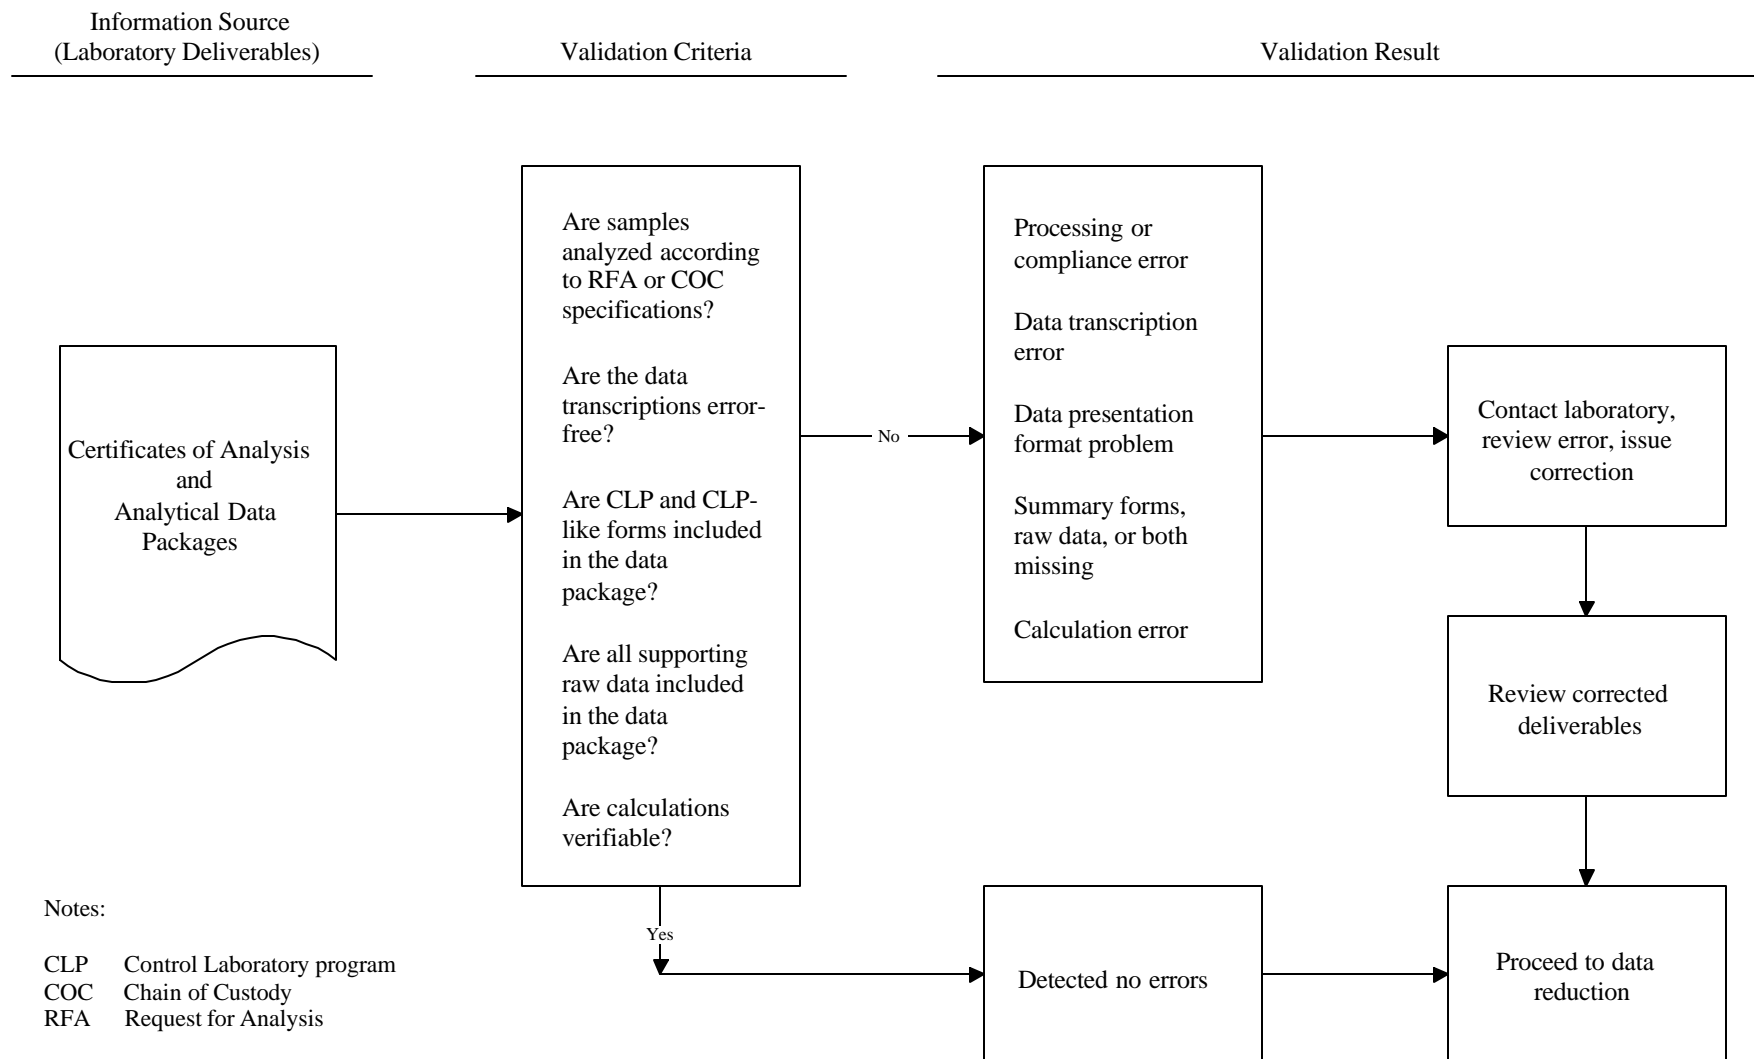 Information Source
(Laboratory Deliverables)
Validation Criteria
Validation Result
Certificates of Analysis
and
Analytical Data
Packages
Are samples
analyzed according
to RFA or COC
specifications?
Are the data
transcriptions error-
free?
Are CLP and CLP-
like forms included
in the data
package?
Are all supporting
raw data included
in the data
package?
Are calculations
verifiable?
No
Yes
Processing or
compliance error
Data transcription
error
Data presentation
format problem
Summary forms,
raw data, or both
missing
Calculation error
Contact laboratory,
review error, issue
correction
Review corrected
deliverables
Detected no errors
Proceed to data
reduction
Notes:
CLP Control Laboratory program
COC Chain of Custody
RFA Request for Analysis